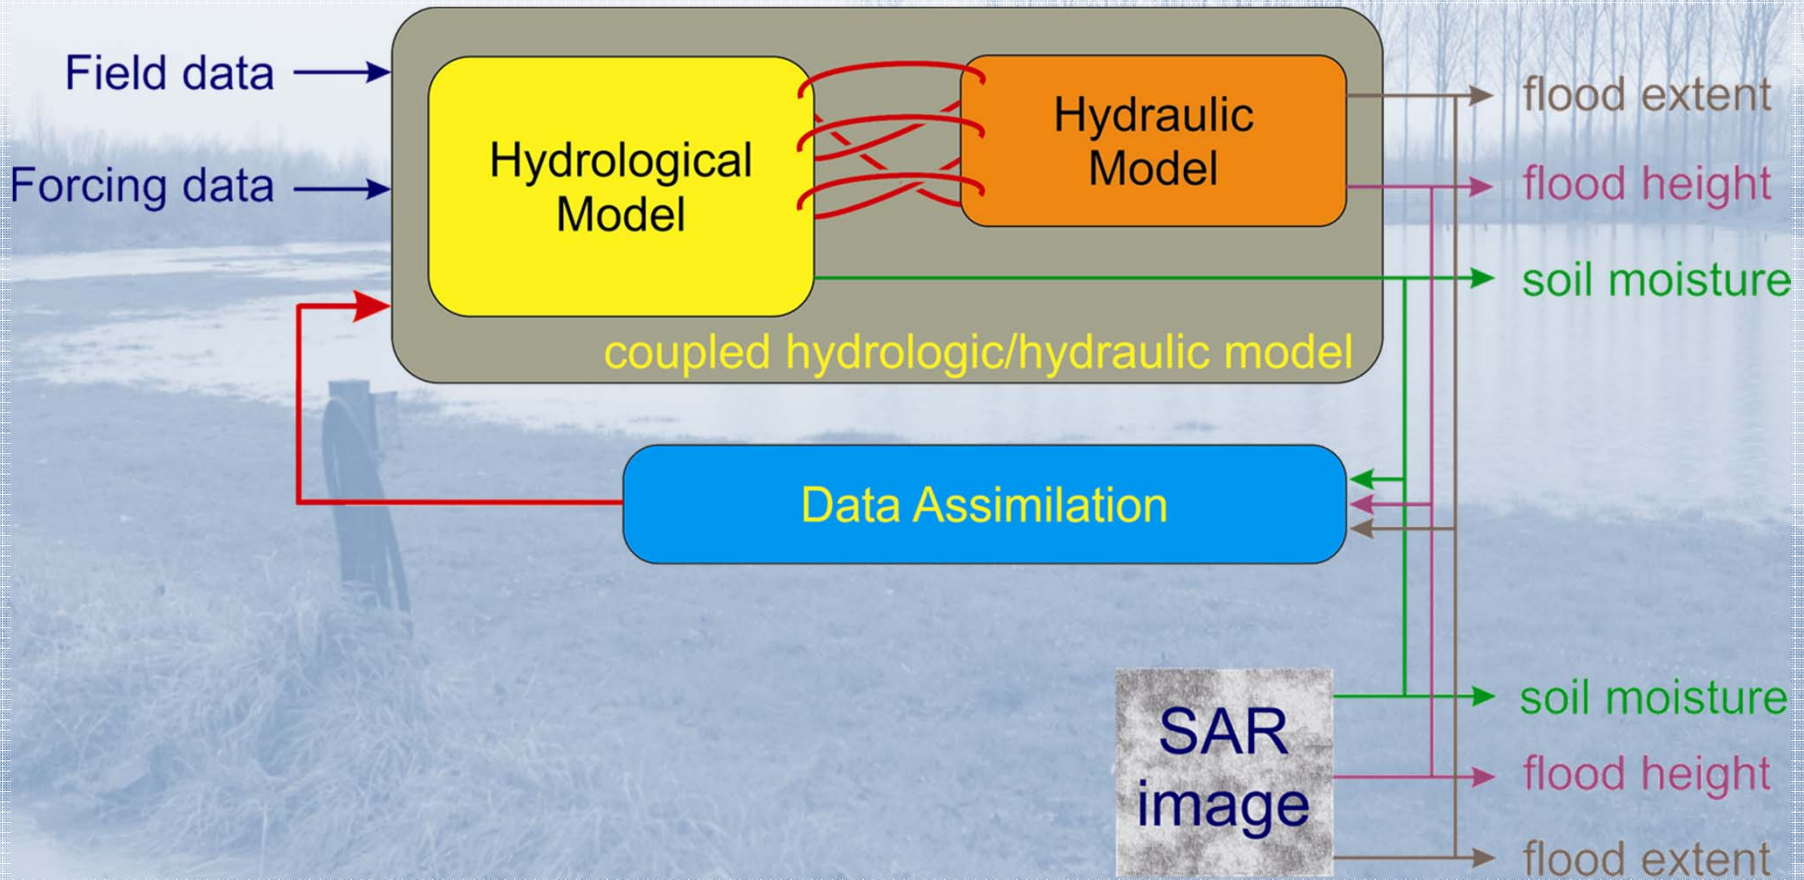 Field data
Forcing data
Hydrological
Model
Hydraulic
Model
coupled hydrologic/hydraulic model
flood extent
flood height
soil moisture
Data Assimilation
SAR
image
soil moisture
flood height
flood extent